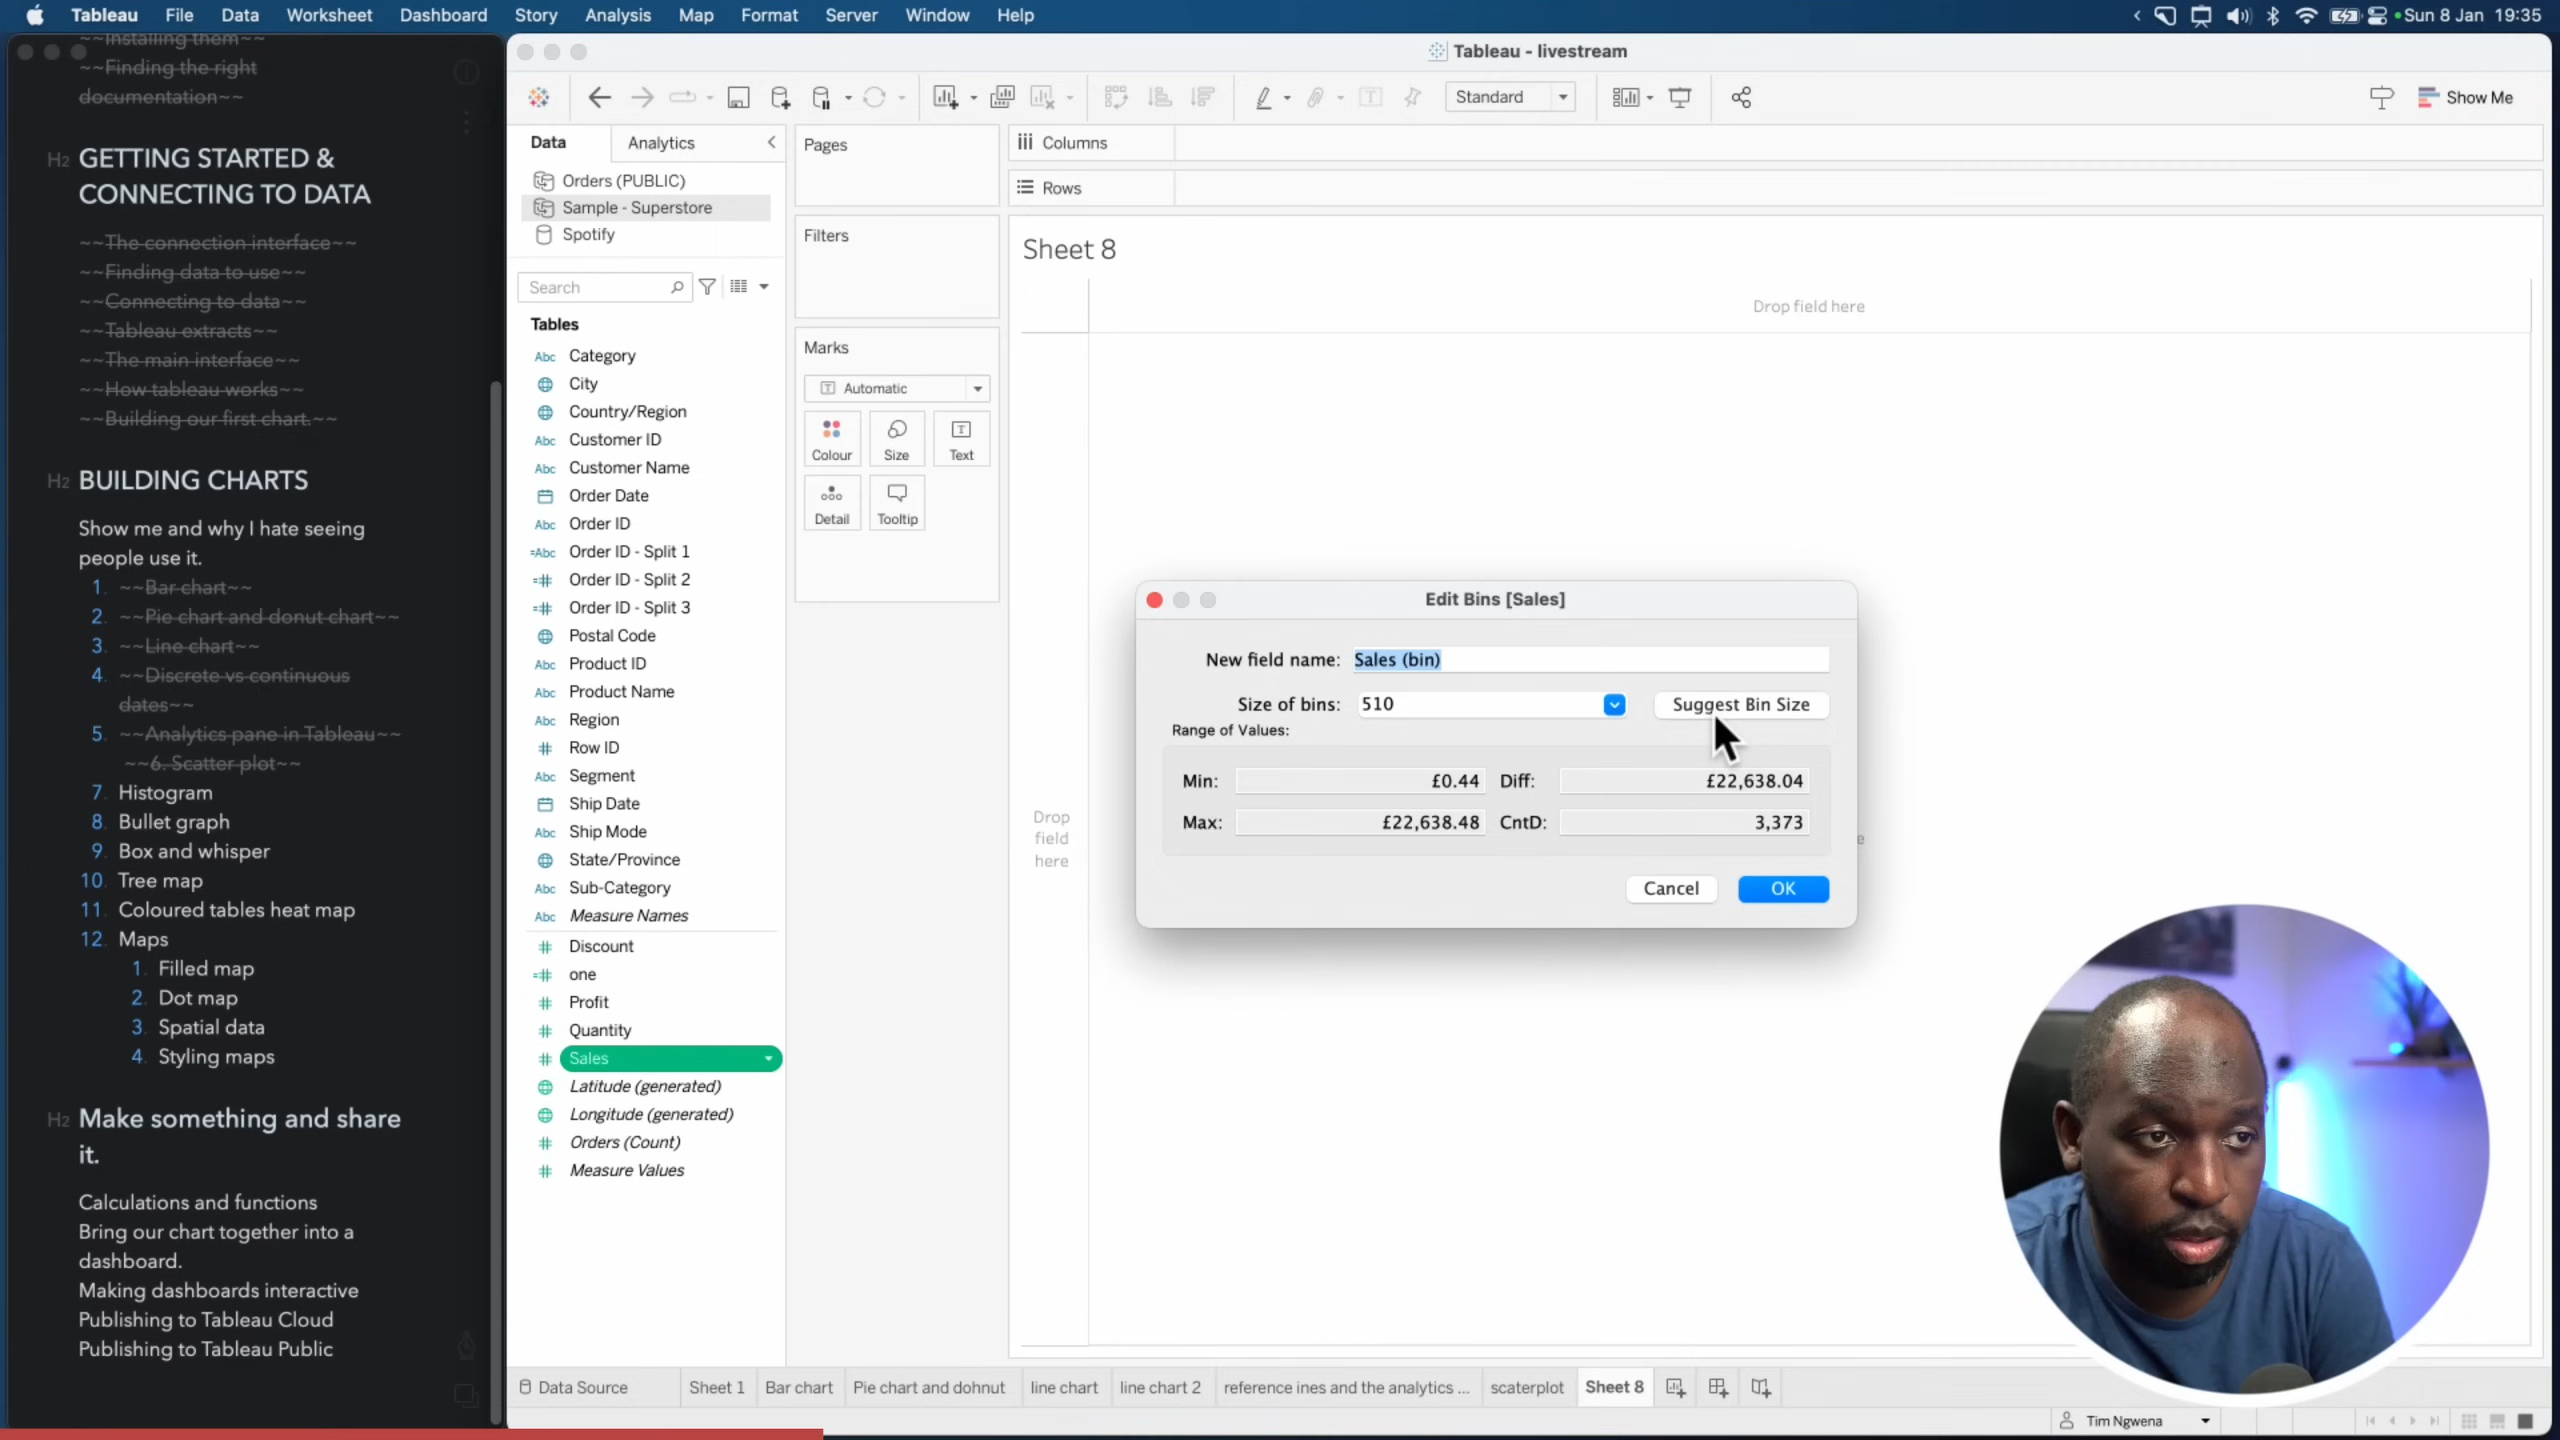 Tableau File Data Worksheet Dashboard Story Analysis Map Format Server Window Help
Sun 8 Jan 19:35
~~Installing them~~
~~Finding the right
documentation~~
H2 GETTING STARTED &
CONNECTING TO DATA
~~The connection interface~~
~~Finding data to use~~
~~Connecting to data~~
~~Tableau extracts~~
~~The main interface~~
~~How tableau works~~
~~Building our first chart.~~
H2 BUILDING CHARTS
Show me and why I hate seeing
people use it.
1. ~~Bar chart~~
2. ~~Pie chart and donut chart~~
3. ~~Line chart~~
4. ~~Discrete vs continuous
dates~~
5. ~~Analytics pane in Tableau~~
~~6. Scatter plot~~
7. Histogram
8. Bullet graph
9. Box and whisper
10. Tree map
11. Coloured tables heat map
12. Maps
1. Filled map
2. Dot map
3. Spatial data
4. Styling maps
H2 Make something and share
it.
Calculations and functions
Bring our chart together into a
dashboard.
Making dashboards interactive
Publishing to Tableau Cloud
Publishing to Tableau Public
Tableau - livestream
Standard
Show Me
Data
Analytics
Orders (PUBLIC)
Sample - Superstore
Spotify
Search
Tables
Abc Category
City
Country/Region
Abc Customer ID
Abc Customer Name
Order Date
Abc Order ID
=Abc Order ID - Split 1
=# Order ID - Split 2
=# Order ID - Split 3
Postal Code
Abc Product ID
Abc Product Name
Abc Region
# Row ID
Abc Segment
Ship Date
Abc Ship Mode
State/Province
Abc Sub-Category
Abc Measure Names
# Discount
=# one
# Profit
# Quantity
# Sales
Latitude (generated)
Longitude (generated)
# Orders (Count)
# Measure Values
Pages
Filters
Marks
Automatic
Colour Size Text
Detail Tooltip
Columns
Rows
Sheet 8
Drop field here
Drop
field
here
Edit Bins [Sales]
New field name: Sales (bin)
Size of bins: 510 Suggest Bin Size
Range of Values:
Min: £0.44 Diff: £22,638.04
Max: £22,638.48 CntD: 3,373
Cancel OK
e
Data Source Sheet 1 Bar chart Pie chart and dohnut line chart line chart 2 reference ines and the analytics ... scaterplot Sheet 8
Tim Ngwena